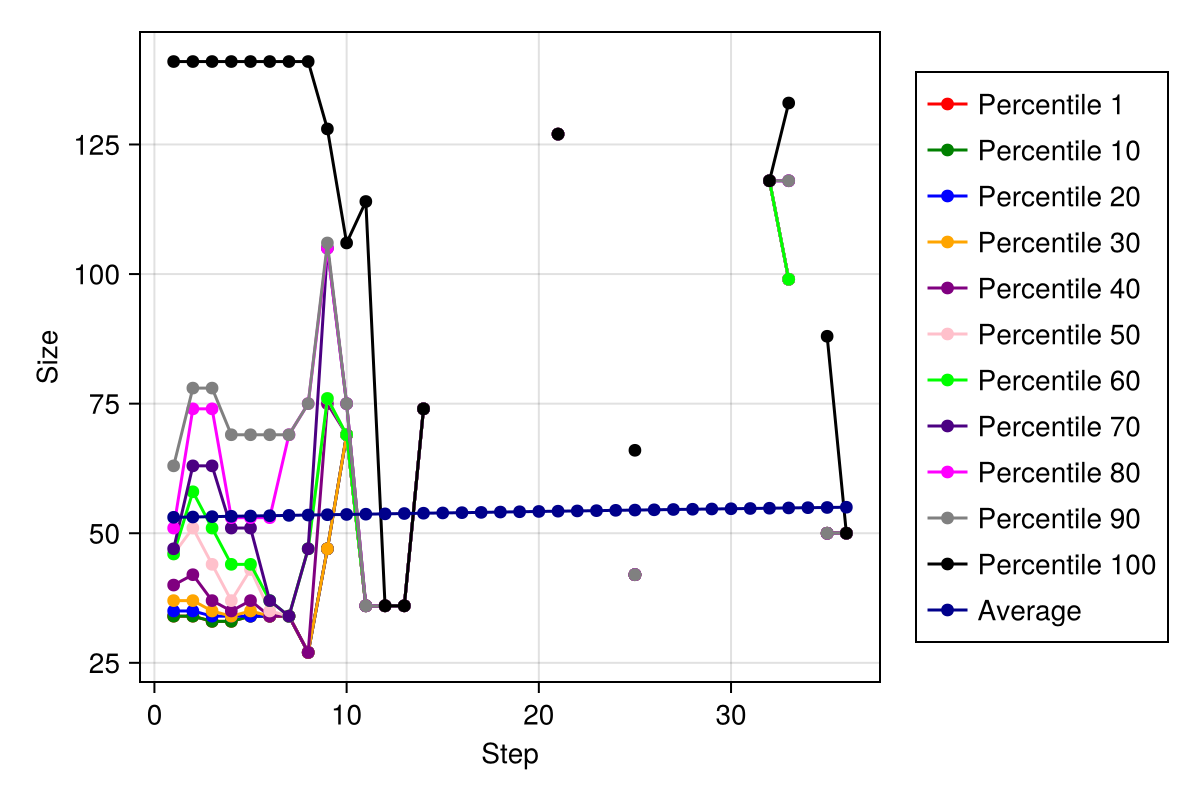 125
100
75
50
25
0 10 20 30
Size
Step
Percentile 1
Percentile 10
Percentile 20
Percentile 30
Percentile 40
Percentile 50
Percentile 60
Percentile 70
Percentile 80
Percentile 90
Percentile 100
Average